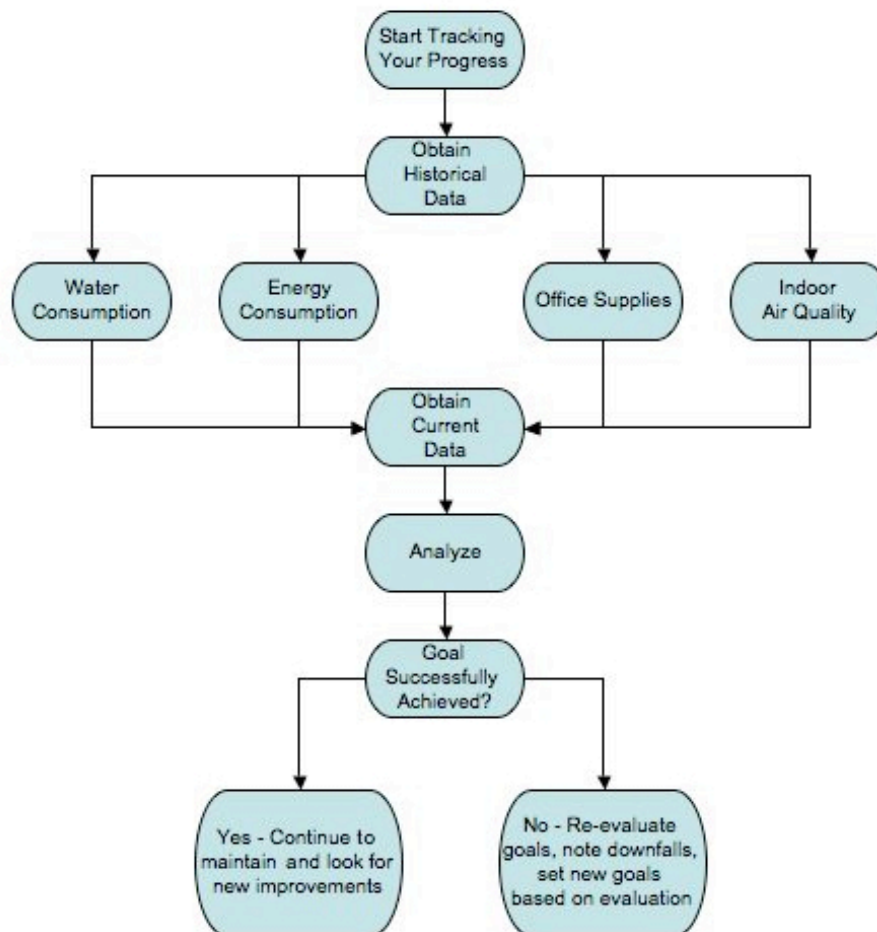 Start Tracking
Your Progress
Obtain
Historical
Data
Water
Consumption
Energy
Consumption
Office Supplies
Indoor
Air Quality
Obtain
Current
Data
Analyze
Goal
Successfully
Achieved?
Yes - Continue to
maintain and look for
new improvements
No - Re-evaluate
goals, note downfalls,
set new goals
based on evaluation